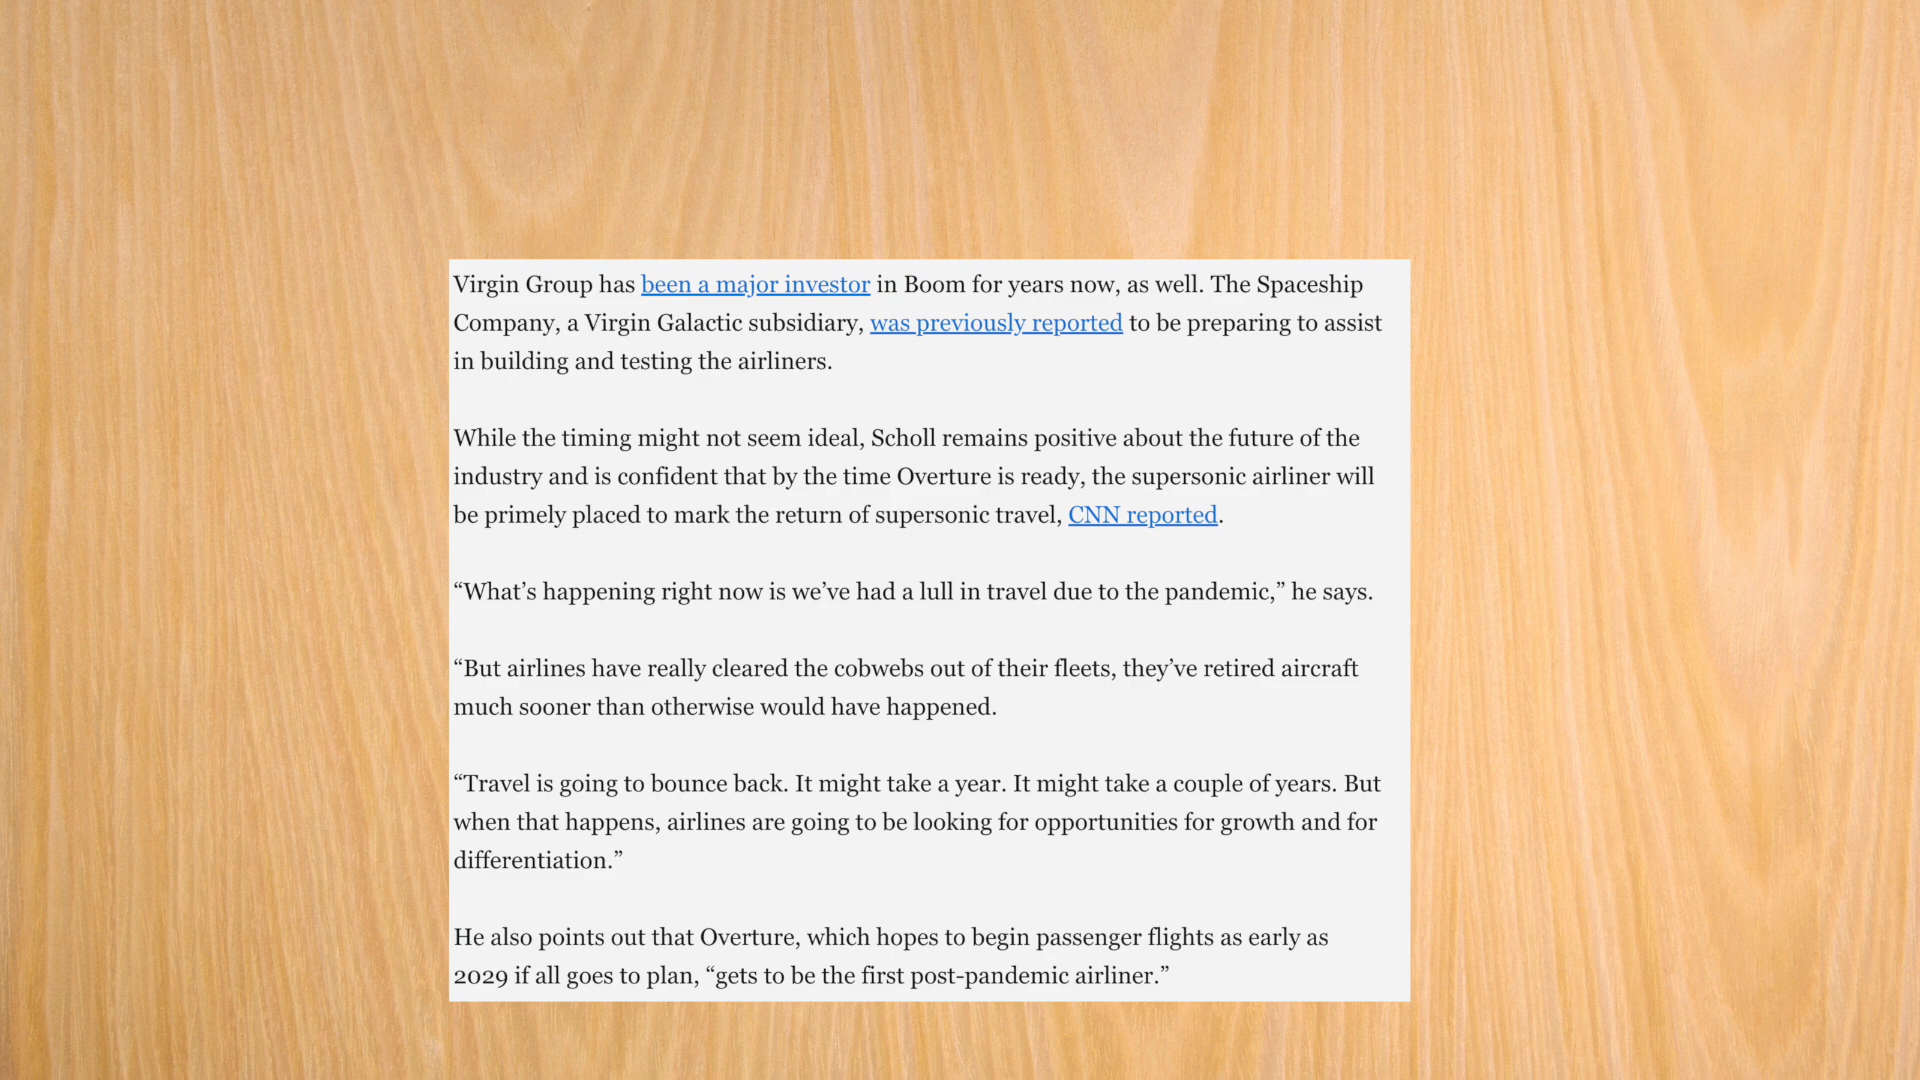 Virgin Group has been a major investor in Boom for years now, as well. The Spaceship
Company, a Virgin Galactic subsidiary, was previously reported to be preparing to assist
in building and testing the airliners.
While the timing might not seem ideal, Scholl remains positive about the future of the
industry and is confident that by the time Overture is ready, the supersonic airliner will
be primely placed to mark the return of supersonic travel, CNN reported.
“What’s happening right now is we’ve had a lull in travel due to the pandemic,” he says.
“But airlines have really cleared the cobwebs out of their fleets, they’ve retired aircraft
much sooner than otherwise would have happened.
“Travel is going to bounce back. It might take a year. It might take a couple of years. But
when that happens, airlines are going to be looking for opportunities for growth and for
differentiation.”
He also points out that Overture, which hopes to begin passenger flights as early as
2029 if all goes to plan, “gets to be the first post-pandemic airliner.”